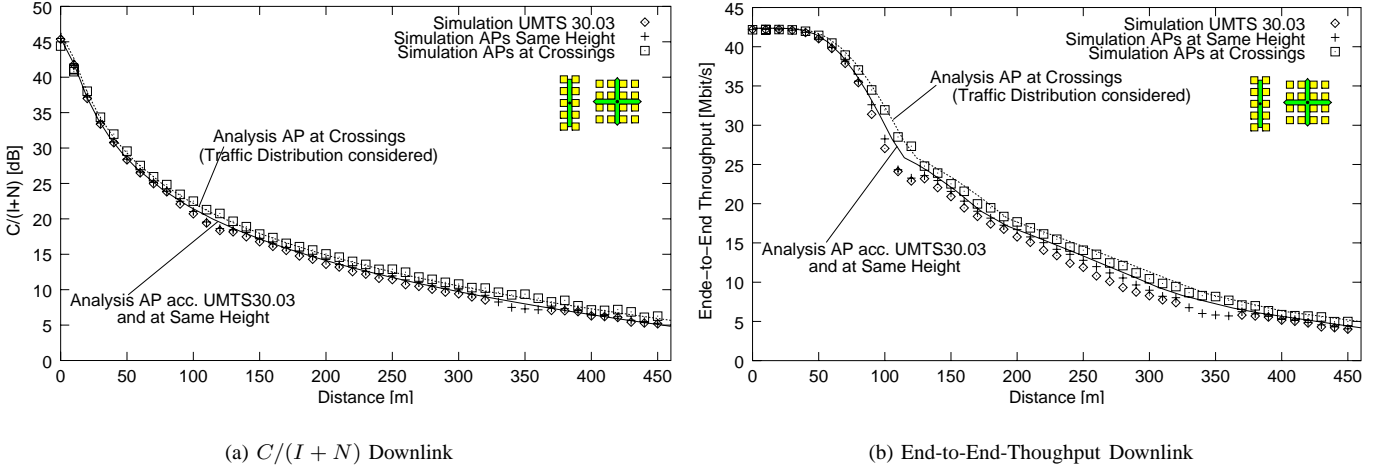 Simulation UMTS 30.03
Simulation APs Same Height
Simulation APs at Crossings
Analysis AP at Crossings
(Traffic Distribution considered)
Analysis AP acc. UMTS30.03
and at Same Height
C/(I+N) [dB]
50
45
40
35
30
25
20
15
10
5
0
0 50 100 150 200 250 300 350 400 450
Distance [m]
(a) C/(I + N) Downlink
Simulation UMTS 30.03
Simulation APs at Same Height
Simulation APs at Crossings
Analysis AP at Crossings
(Traffic Distribution considered)
Analysis AP acc. UMTS30.03
and at Same Height
Ende−to−End Throughput [Mbit/s]
45
40
35
30
25
20
15
10
5
0
0 50 100 150 200 250 300 350 400 450
Distance [m]
(b) End-to-End-Thoughput Downlink